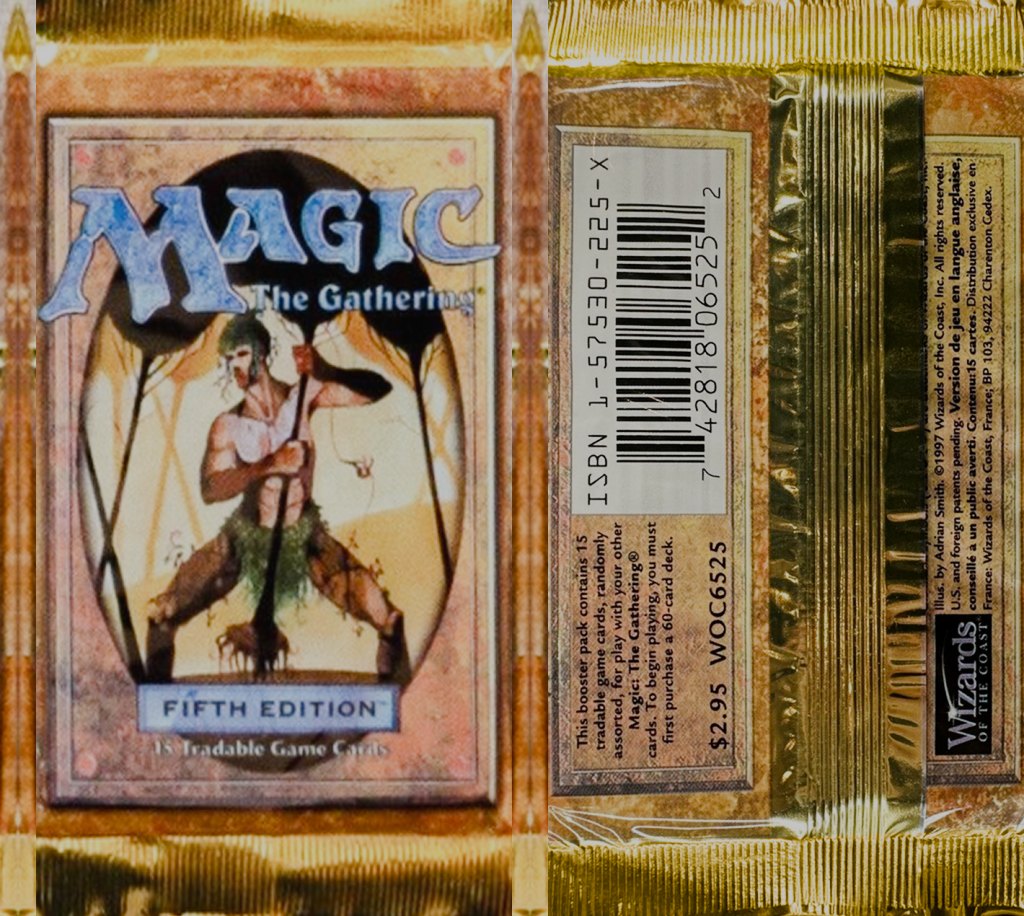 MAGIC
The Gathering
FIFTH EDITION™
15 Tradable Game Cards
ISBN 1-57530-225-X
7 42818 06525 2
This booster pack contains 15
tradable game cards, randomly
assorted, for play with your other
Magic: The Gathering®
cards. To begin playing, you must
first purchase a 60-card deck.
$2.95 WOC6525
Illus. by Adrian Smith. ©1997 Wizards of the Coast, Inc. All rights reserved.
U.S. and foreign patents pending. Version de jeu en langue anglaise,
conseillé à un public averti. Contenu:15 cartes. Distribution exclusive en
France: Wizards of the Coast, France; BP 103, 94222 Charenton Cedex.
Wizards
OF THE COAST